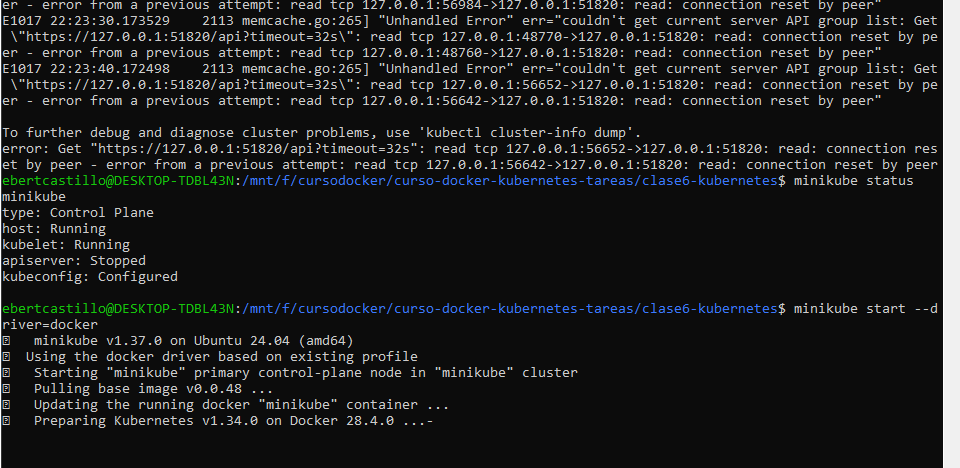 er - error from a previous attempt: read tcp 127.0.0.1:56984->127.0.0.1:51820: read: connection reset by peer"
E1017 22:23:30.173529    2113 memcache.go:265] "Unhandled Error" err="couldn't get current server API group list: Get
 \"https://127.0.0.1:51820/api?timeout=32s\": read tcp 127.0.0.1:48770->127.0.0.1:51820: read: connection reset by pe
er - error from a previous attempt: read tcp 127.0.0.1:48760->127.0.0.1:51820: read: connection reset by peer"
E1017 22:23:40.172498    2113 memcache.go:265] "Unhandled Error" err="couldn't get current server API group list: Get
 \"https://127.0.0.1:51820/api?timeout=32s\": read tcp 127.0.0.1:56652->127.0.0.1:51820: read: connection reset by pe
er - error from a previous attempt: read tcp 127.0.0.1:56642->127.0.0.1:51820: read: connection reset by peer"

To further debug and diagnose cluster problems, use 'kubectl cluster-info dump'.
error: Get "https://127.0.0.1:51820/api?timeout=32s": read tcp 127.0.0.1:56652->127.0.0.1:51820: read: connection res
et by peer - error from a previous attempt: read tcp 127.0.0.1:56642->127.0.0.1:51820: read: connection reset by peer
ebertcastillo@DESKTOP-TDBL43N:/mnt/f/cursodocker/curso-docker-kubernetes-tareas/clase6-kubernetes$ minikube status
minikube
type: Control Plane
host: Running
kubelet: Running
apiserver: Stopped
kubeconfig: Configured

ebertcastillo@DESKTOP-TDBL43N:/mnt/f/cursodocker/curso-docker-kubernetes-tareas/clase6-kubernetes$ minikube start --d
river=docker
minikube v1.37.0 on Ubuntu 24.04 (amd64)
Using the docker driver based on existing profile
Starting "minikube" primary control-plane node in "minikube" cluster
Pulling base image v0.0.48 ...
Updating the running docker "minikube" container ...
Preparing Kubernetes v1.34.0 on Docker 28.4.0 ...-